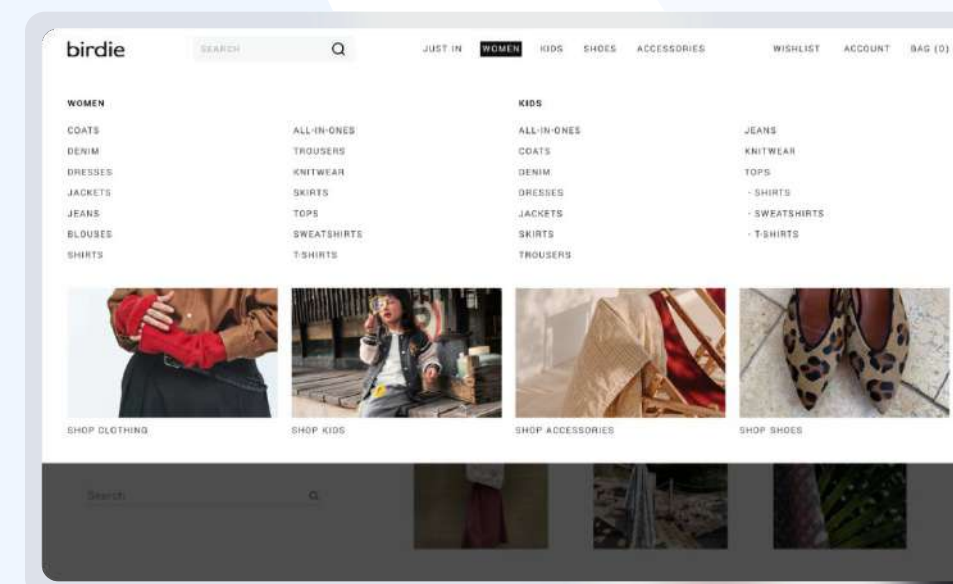 birdie
SEARCH
JUST IN WOMEN KIDS SHOES ACCESSORIES
WISHLIST ACCOUNT BAG (0)
WOMEN
COATS
DENIM
DRESSES
JACKETS
JEANS
BLOUSES
SHIRTS
ALL-IN-ONES
TROUSERS
KNITWEAR
SKIRTS
TOPS
SWEATSHIRTS
T-SHIRTS
KIDS
ALL-IN-ONES
COATS
DENIM
DRESSES
JACKETS
SKIRTS
TROUSERS
JEANS
KNITWEAR
TOPS
- SHIRTS
- SWEATSHIRTS
- T-SHIRTS
SHOP CLOTHING
SHOP KIDS
SHOP ACCESSORIES
SHOP SHOES
Search